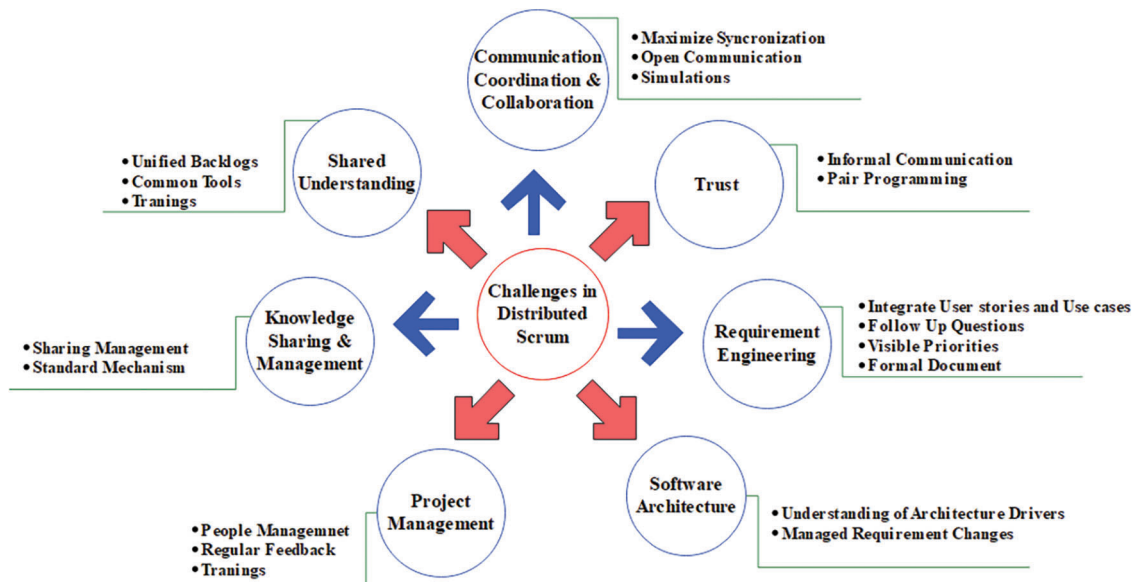 Communication
Coordination &
Collaboration
• Maximize Syncronization
• Open Communication
• Simulations
Shared
Understanding
• Unified Backlogs
• Common Tools
• Tranings
Trust
• Informal Communication
• Pair Programming
Challenges in
Distributed
Scrum
Knowledge
Sharing &
Management
• Sharing Management
• Standard Mechanism
Requirement
Engineering
• Integrate User stories and Use cases
• Follow Up Questions
• Visible Priorities
• Formal Document
Project
Management
• People Managemnet
• Regular Feedback
• Tranings
Software
Architecture
• Understanding of Architecture Drivers
• Managed Requirement Changes